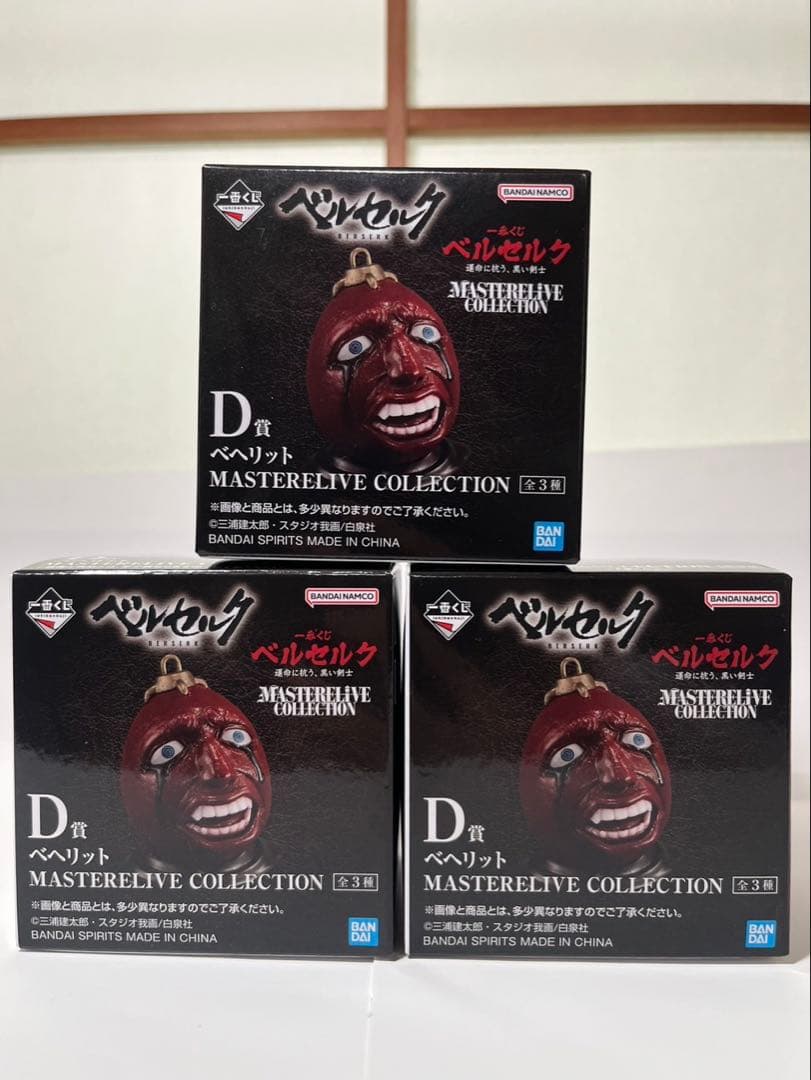 一番くじ
ベルセルク
BERSERK
BANDAI NAMCO
一番くじ
ベルセルク
運命に抗う、黒い剣士
MASTERELIVE
COLLECTION
D賞
ベヘリット
MASTERELIVE COLLECTION 全3種
※画像と商品とは、多少異なりますのでご了承ください。
©三浦建太郎・スタジオ我画/白泉社
BANDAI SPIRITS MADE IN CHINA
BAN
DAI
一番くじ
ベルセルク
BERSERK
BANDAI NAMCO
一番くじ
ベルセルク
運命に抗う、黒い剣士
MASTERELIVE
COLLECTION
D賞
ベヘリット
MASTERELIVE COLLECTION 全3種
※画像と商品とは、多少異なりますのでご了承ください。
©三浦建太郎・スタジオ我画/白泉社
BANDAI SPIRITS MADE IN CHINA
BAN
DAI
一番くじ
ベルセルク
BERSERK
BANDAI NAMCO
一番くじ
ベルセルク
運命に抗う、黒い剣士
MASTERELIVE
COLLECTION
D賞
ベヘリット
MASTERELIVE COLLECTION 全3種
※画像と商品とは、多少異なりますのでご了承ください。
©三浦建太郎・スタジオ我画/白泉社
BANDAI SPIRITS MADE IN CHINA
BAN
DAI